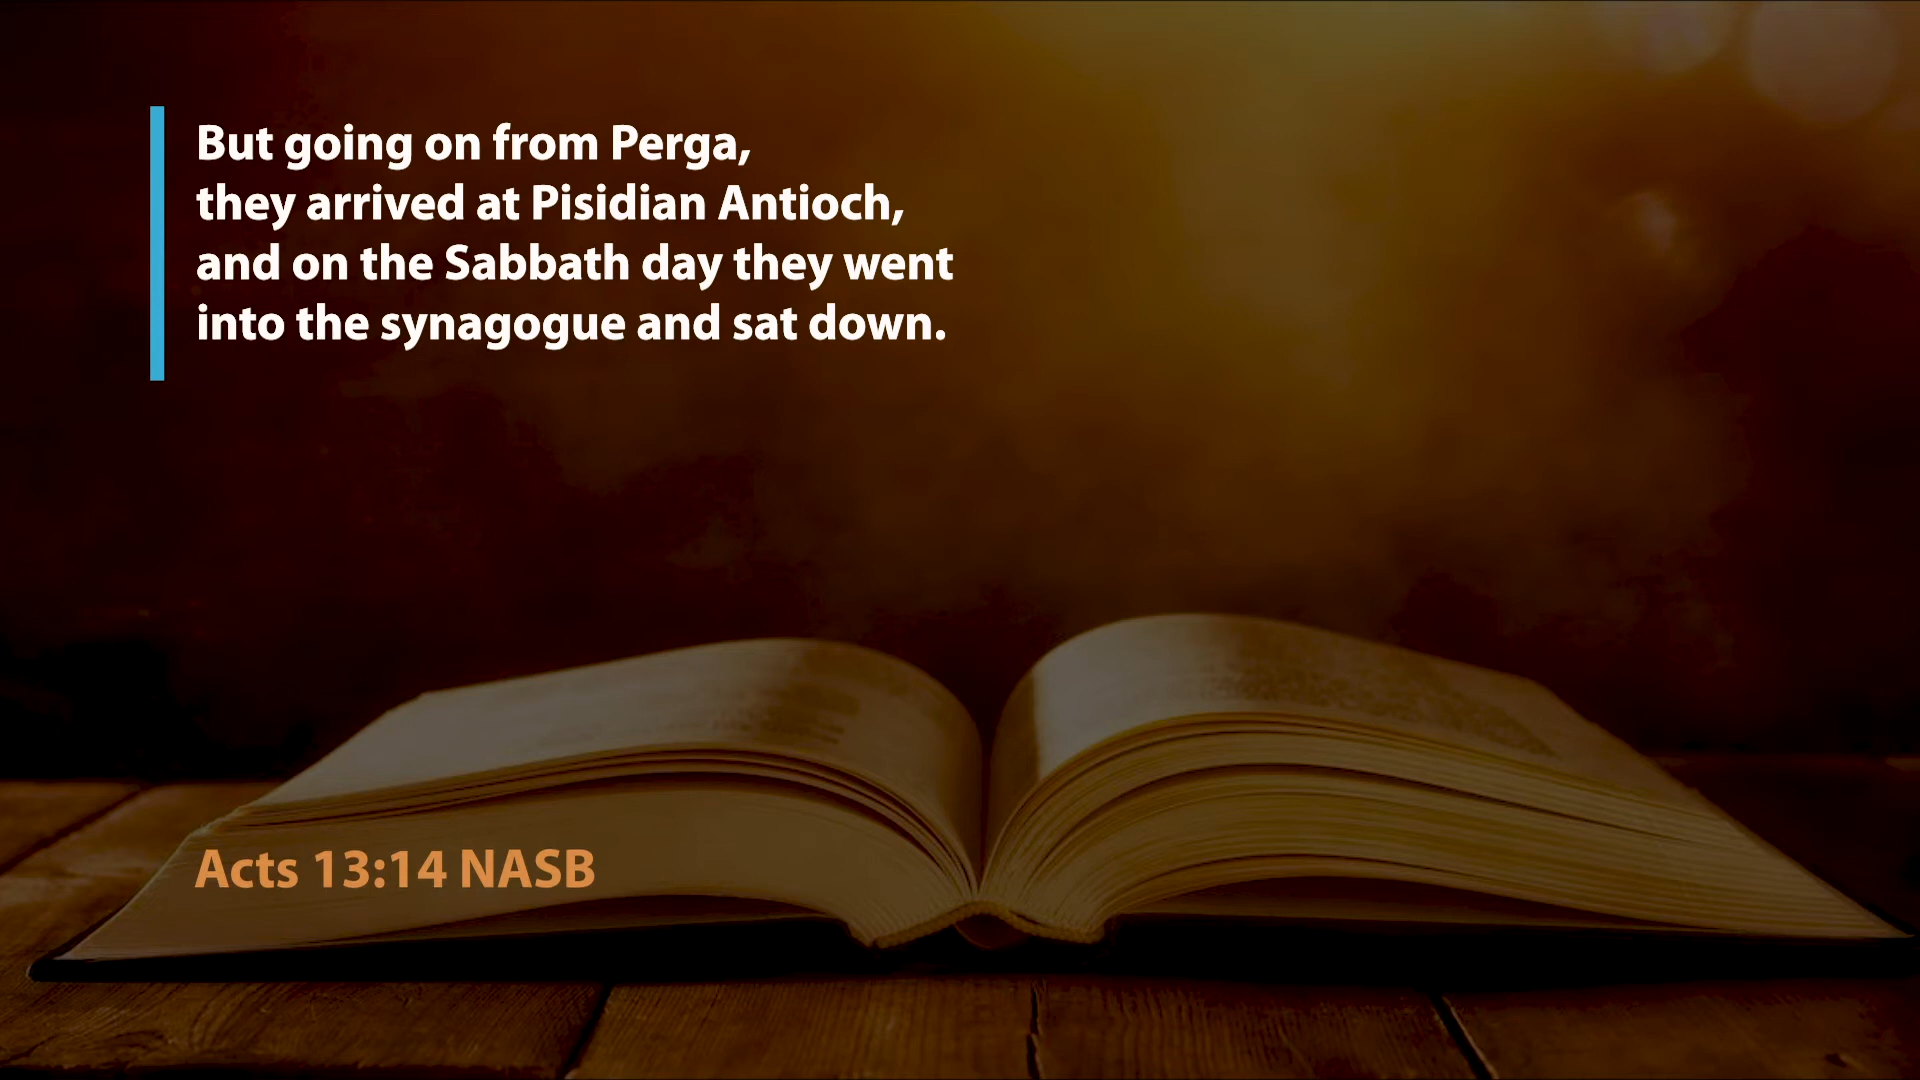 But going on from Perga,
they arrived at Pisidian Antioch,
and on the Sabbath day they went
into the synagogue and sat down.
Acts 13:14 NASB